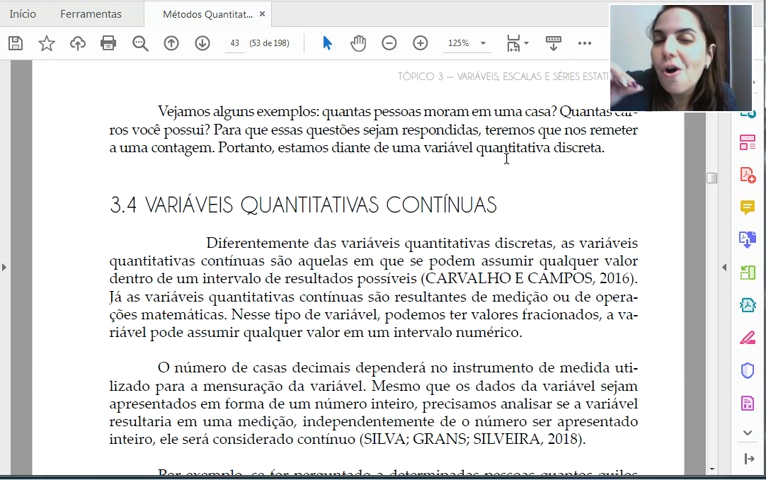 Início
Ferramentas
Métodos Quantitat...
×
43
(53 de 198)
125%
TÓPICO 3 — VARIÁVEIS, ESCALAS E SÉRIES
Vejamos alguns exemplos: quantas pessoas moram em uma casa? Quantas
ros você possui? Para que essas questões sejam respondidas, teremos que nos remeter
a uma contagem. Portanto, estamos diante de uma variável quantitativa discreta.
3.4 VARIÁVEIS QUANTITATIVAS CONTÍNUAS
Diferentemente das variáveis quantitativas discretas, as variáveis
quantitativas contínuas são aquelas em que se podem assumir qualquer valor
dentro de um intervalo de resultados possíveis (CARVALHO E CAMPOS, 2016).
Já as variáveis quantitativas contínuas são resultantes de medição ou de opera-
ções matemáticas. Nesse tipo de variável, podemos ter valores fracionados, a va-
riável pode assumir qualquer valor em um intervalo numérico.
O número de casas decimais dependerá no instrumento de medida uti-
lizado para a mensuração da variável. Mesmo que os dados da variável sejam
apresentados em forma de um número inteiro, precisamos analisar se a variável
resultaria em uma medição, independentemente de o número ser apresentado
inteiro, ele será considerado contínuo (SILVA; GRANS; SILVEIRA, 2018).
Por exemplo, se for perguntado a determinadas pessoas quantos quilos